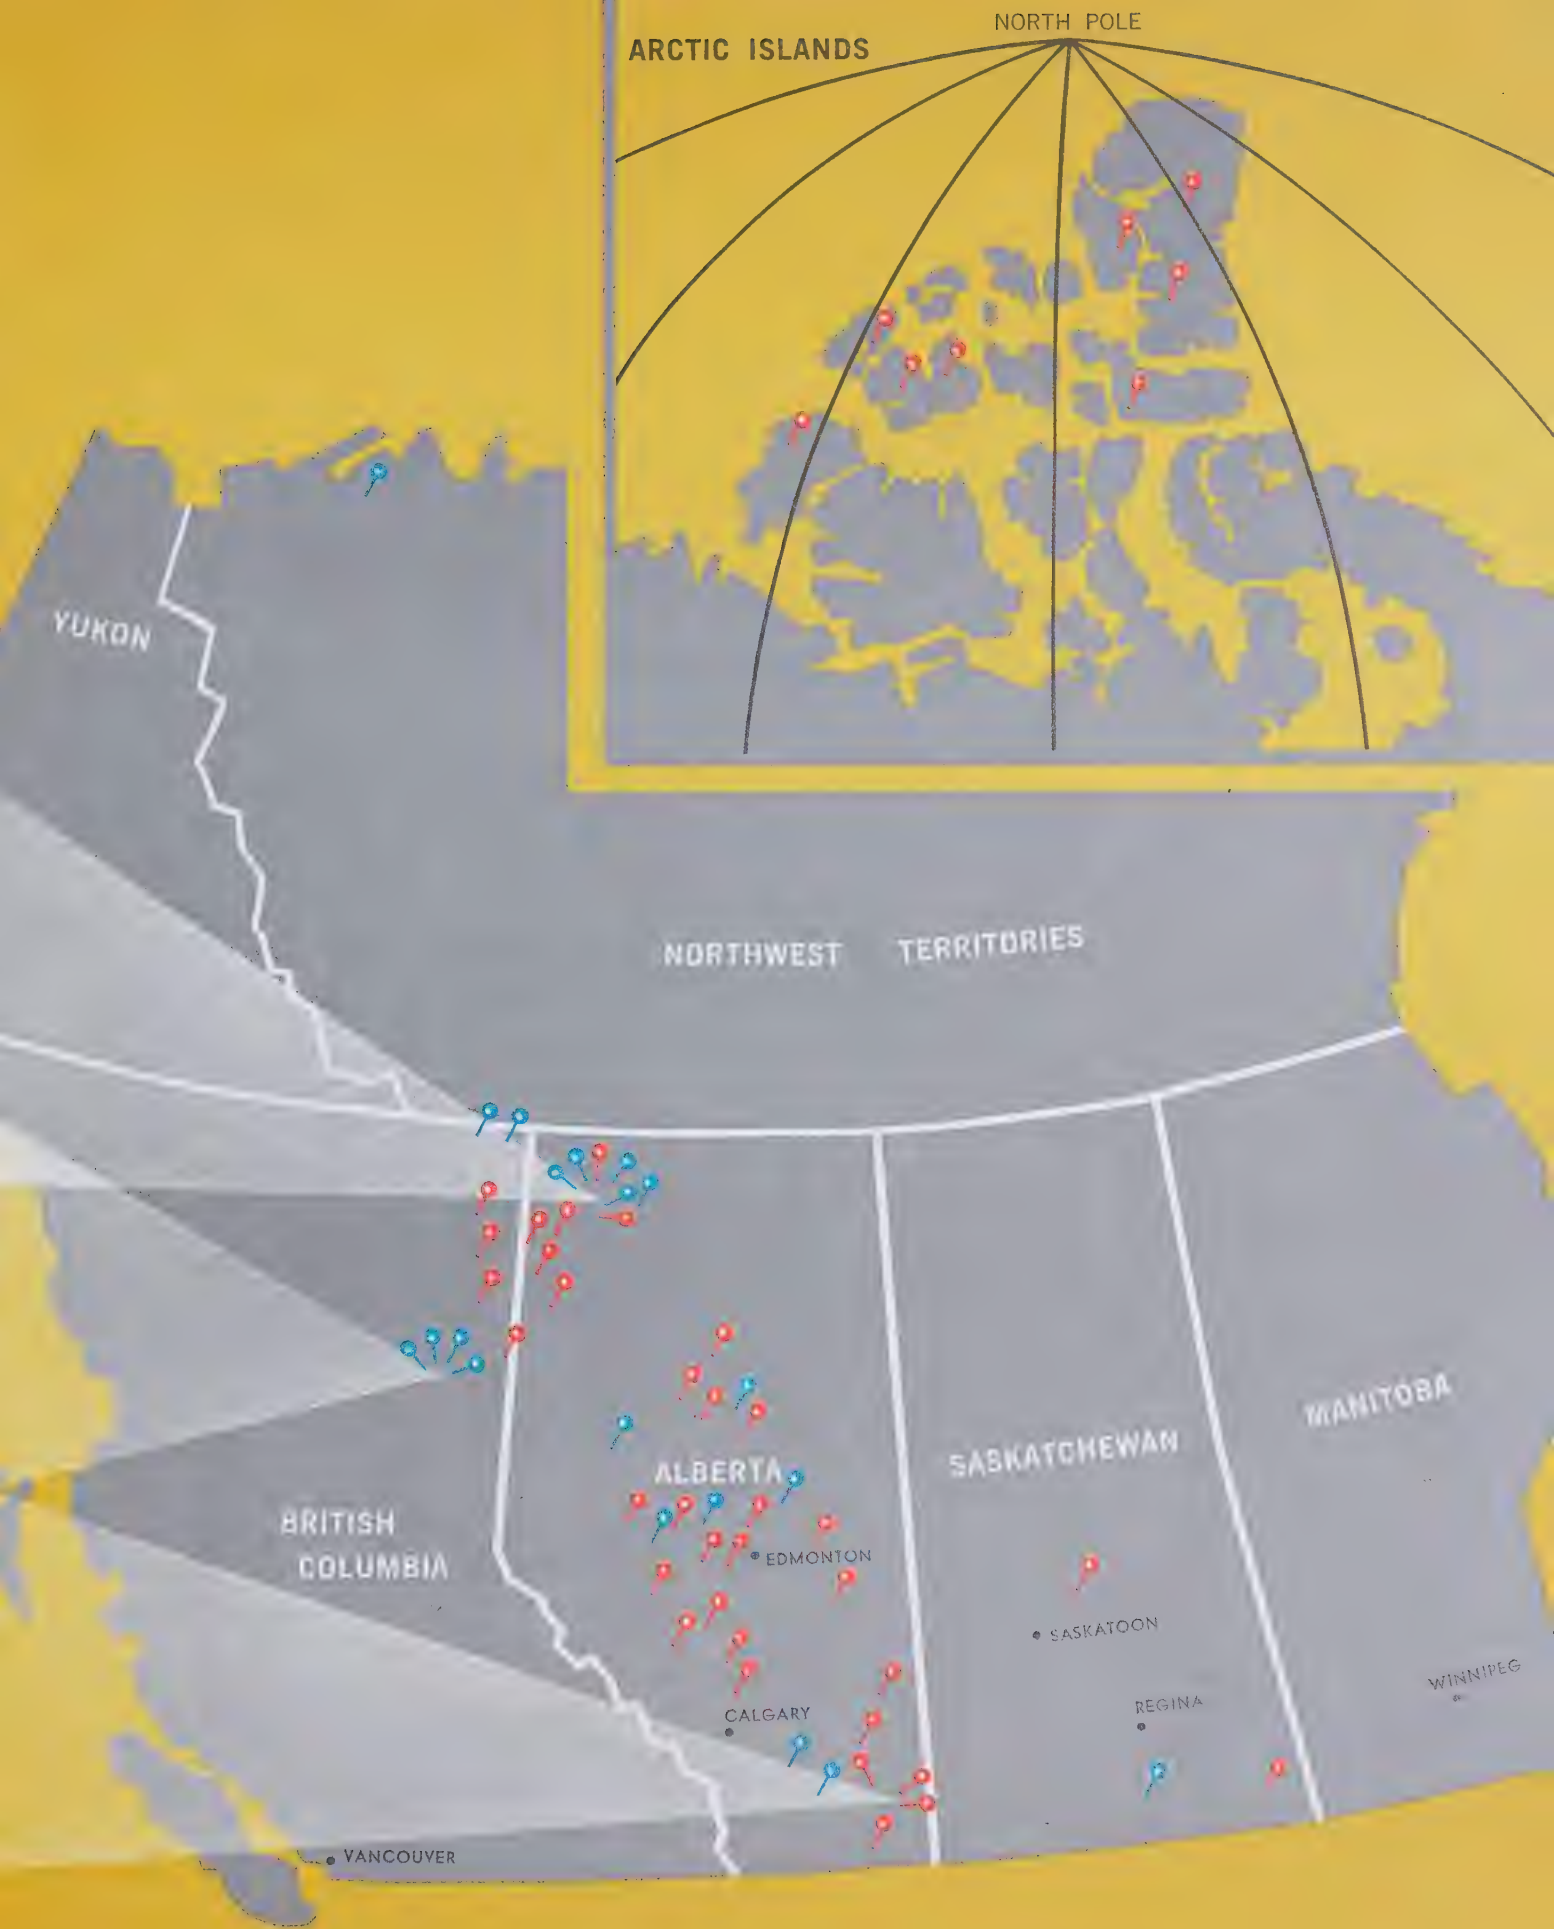 NORTH POLE
ARCTIC ISLANDS
YUKON
NORTHWEST TERRITORIES
MANITOBA
SASKATCHEWAN
ALBERTA
BRITISH
COLUMBIA
EDMONTON
SASKATOON
WINNIPEG
REGINA
CALGARY
VANCOUVER